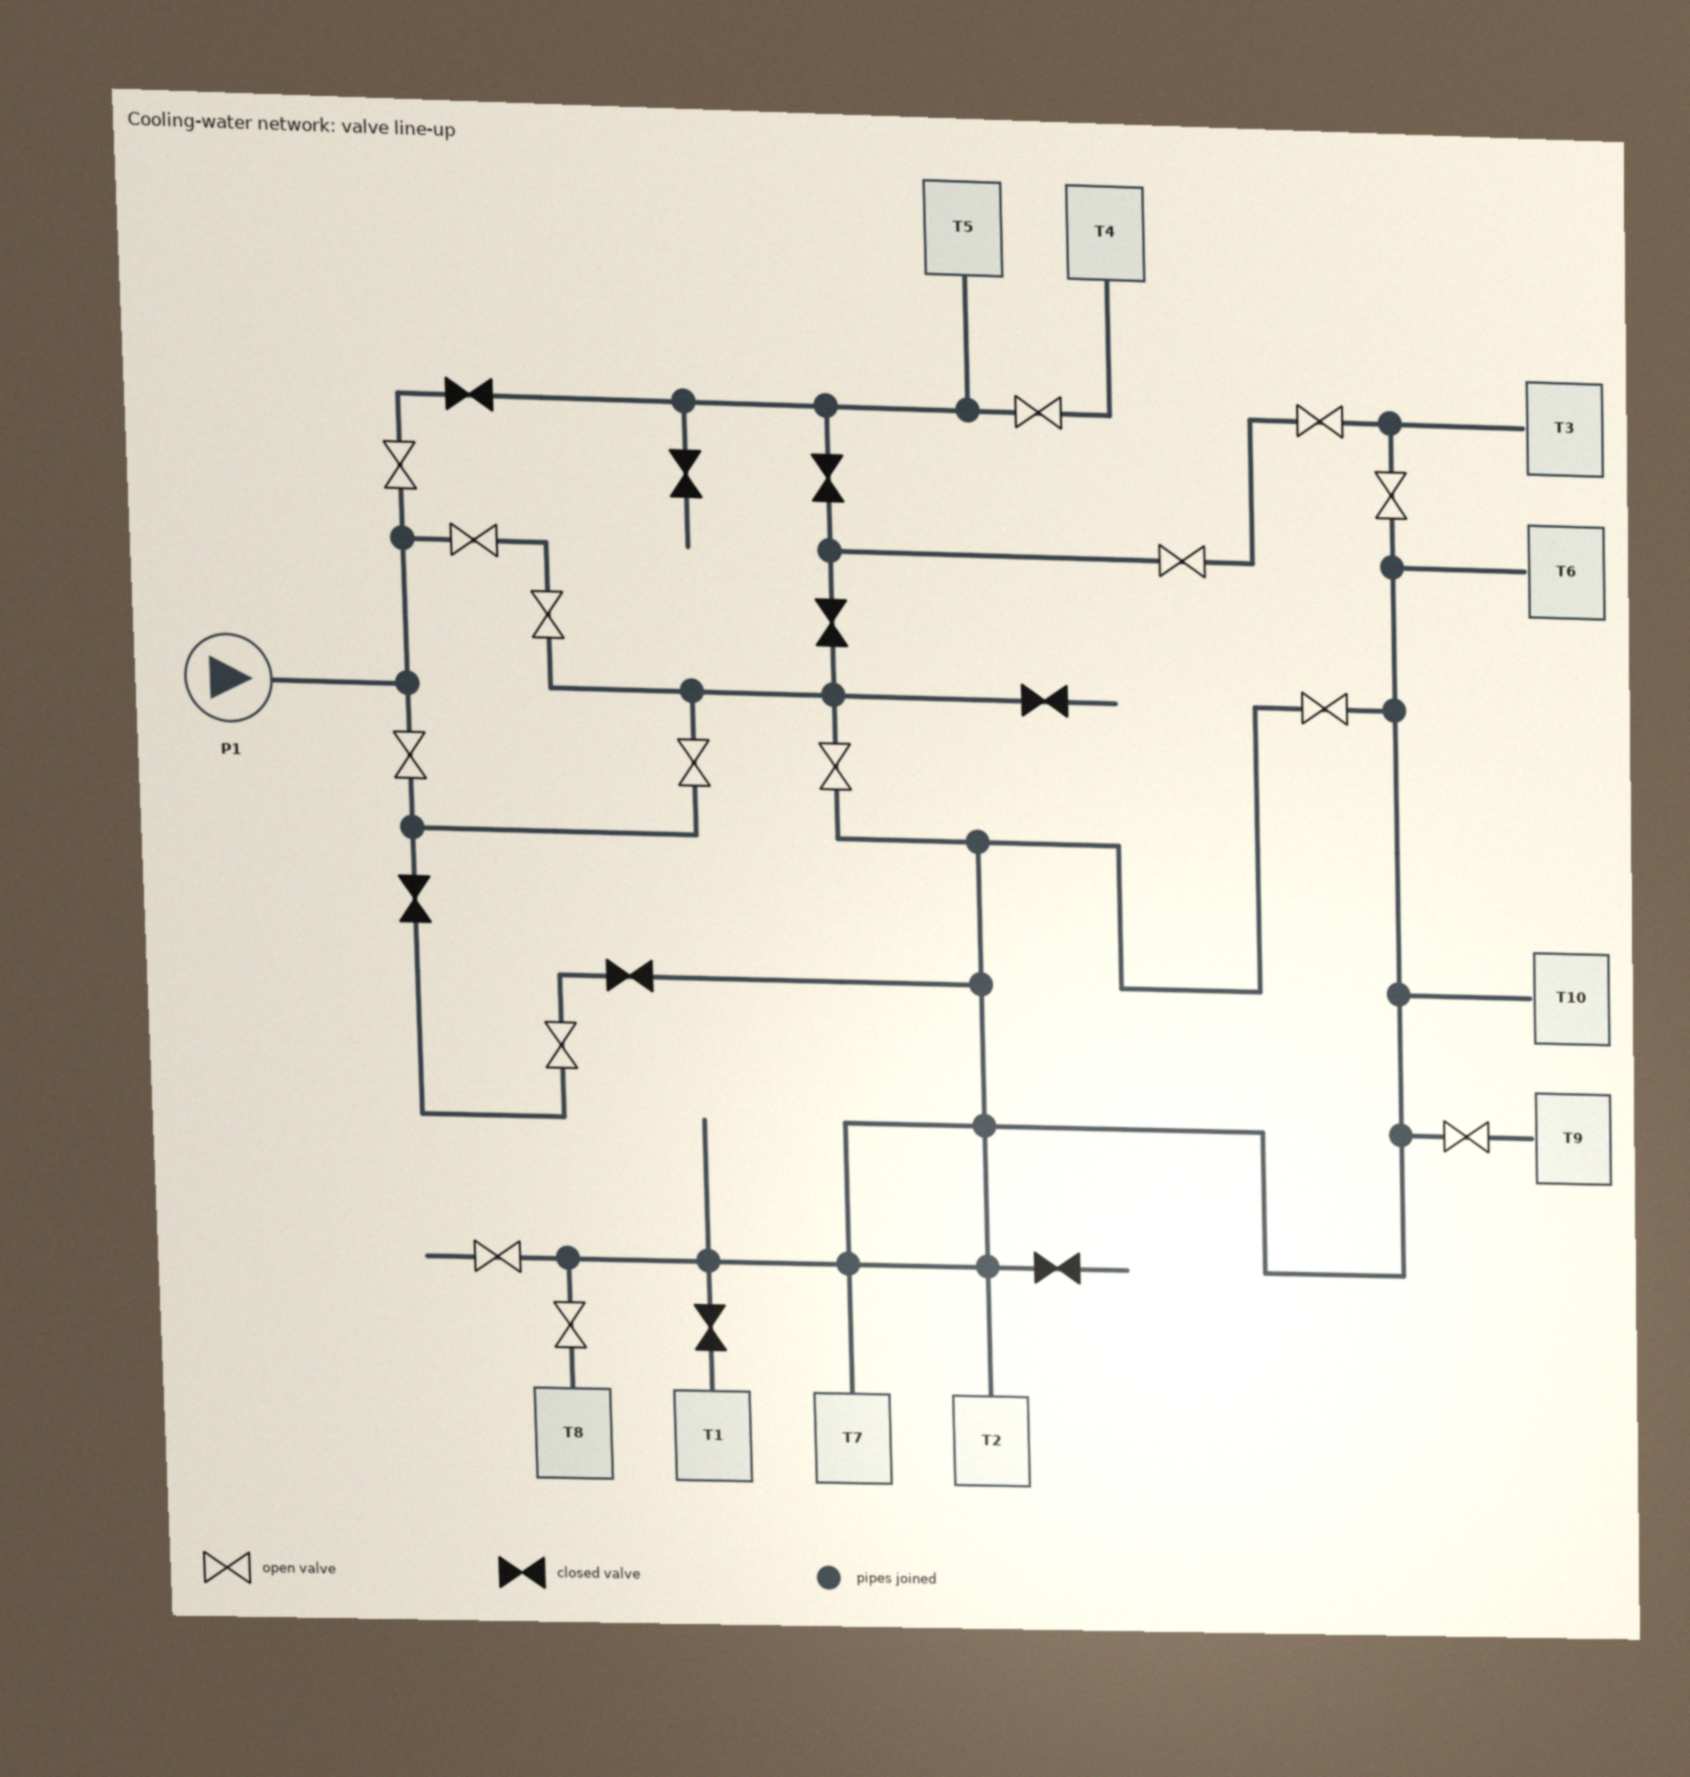 Cooling-water network: valve line-up
T5
T4
T3
T6
P1
T10
T9
T8
T1
T7
T2
open valve
closed valve
pipes joined